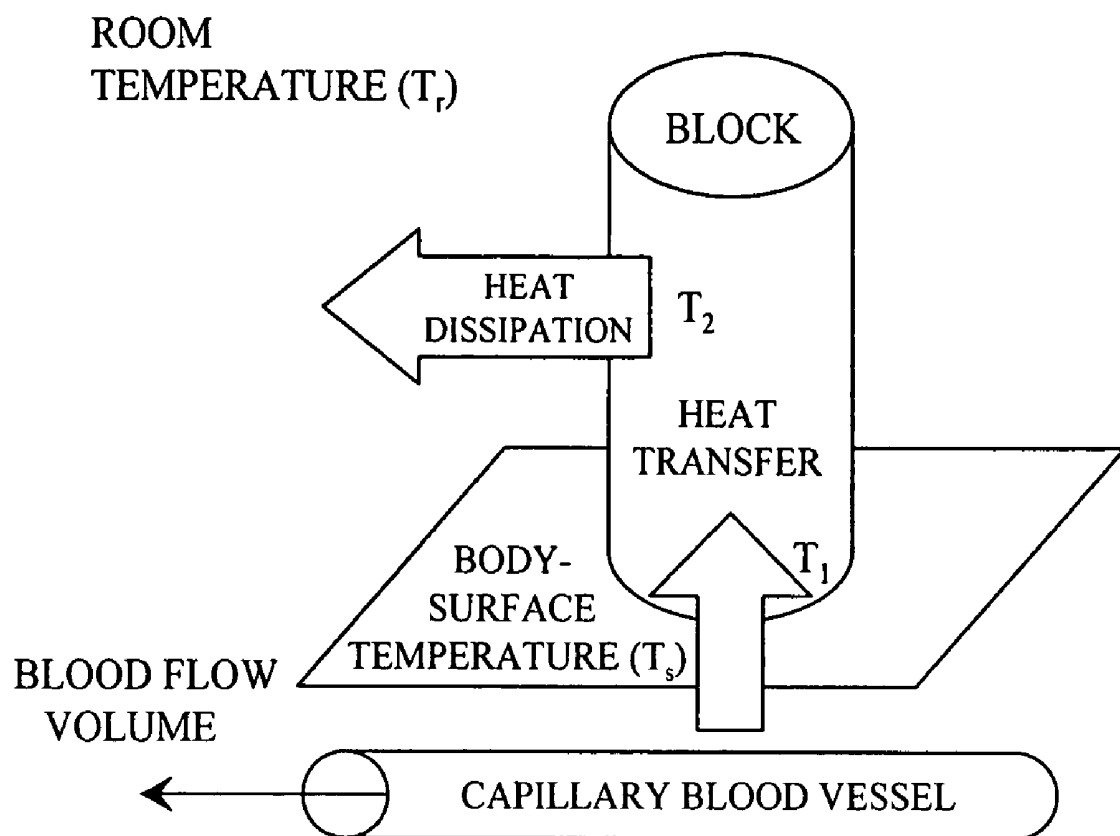 ROOM
TEMPERATURE (Tr)
BLOCK
HEAT
DISSIPATION
T2
HEAT
TRANSFER
T1
BODY-
SURFACE
TEMPERATURE (Ts)
BLOOD FLOW
VOLUME
CAPILLARY BLOOD VESSEL